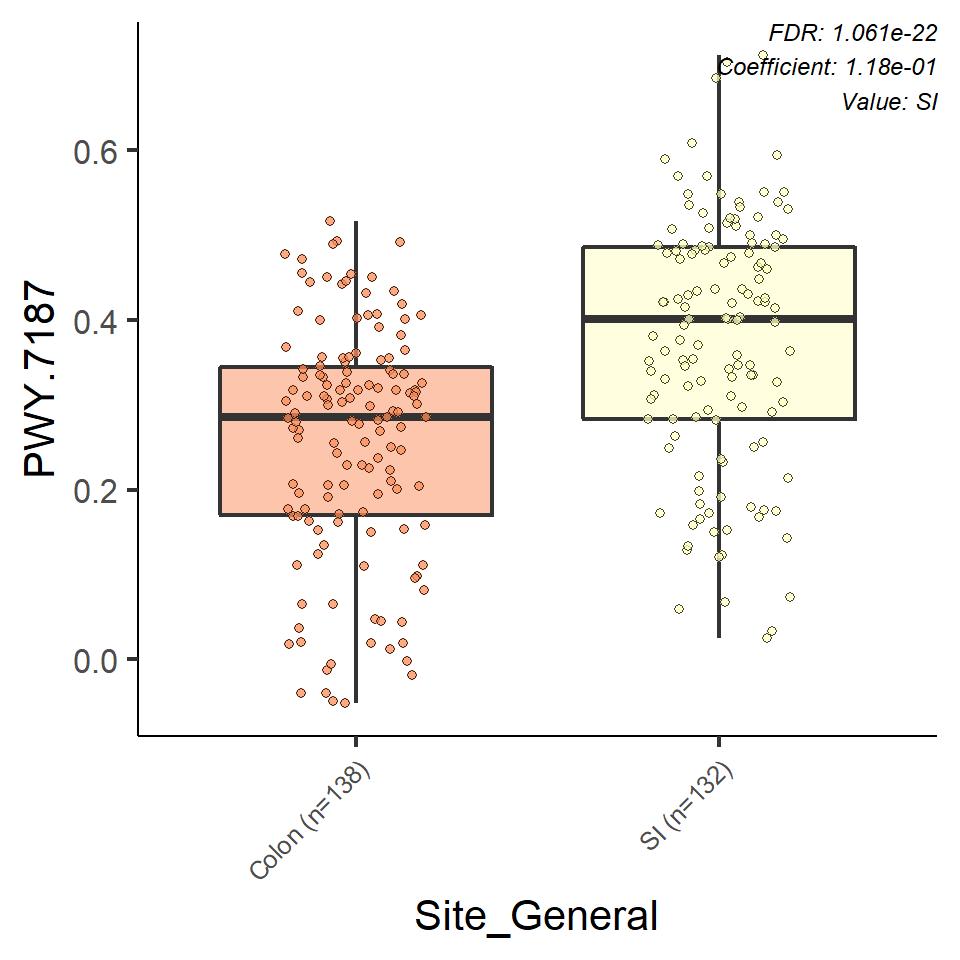 FDR: 1.061e-22
Coefficient: 1.18e-01
Value: SI
PWY.7187
0.6
0.4
0.2
0.0
Colon (n=138)
SI (n=132)
Site_General